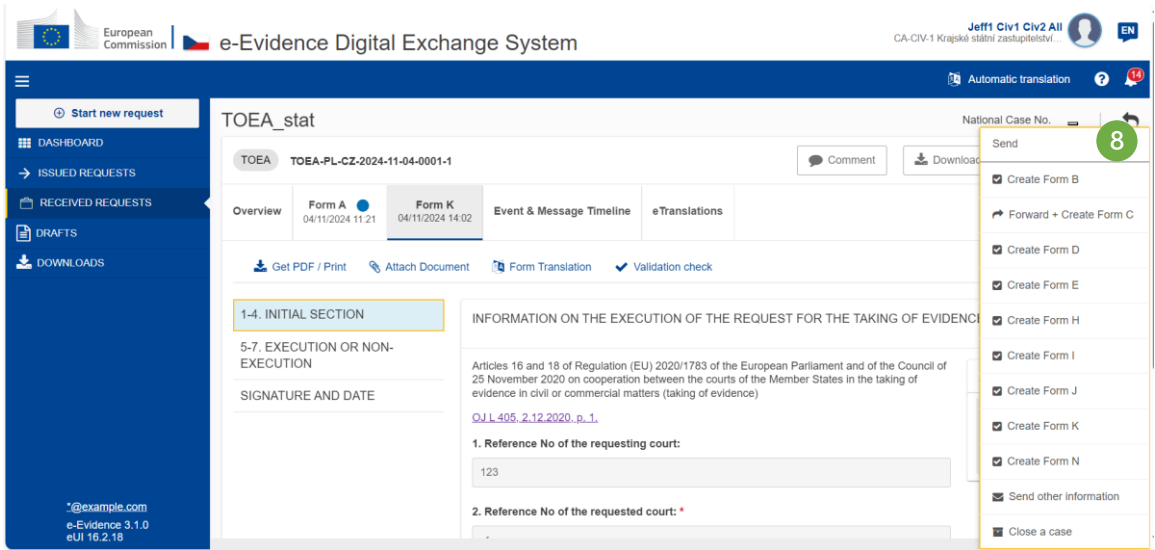 European
Commission
e-Evidence Digital Exchange System
Jeff1 Civ1 Civ2 All
CA-CIV-1 Krajské státní zastupitelství...
EN
Automatic translation
?
14
Start new request
DASHBOARD
ISSUED REQUESTS
RECEIVED REQUESTS
DRAFTS
DOWNLOADS
*@example.com
e-Evidence 3.1.0
eUI 16.2.18
TOEA_stat
National Case No.
TOEA TOEA-PL-CZ-2024-11-04-0001-1
Comment
Download
Overview
Form A
04/11/2024 11:21
Form K
04/11/2024 14:02
Event & Message Timeline
eTranslations
Get PDF / Print
Attach Document
Form Translation
Validation check
1-4. INITIAL SECTION
5-7. EXECUTION OR NON-
EXECUTION
SIGNATURE AND DATE
INFORMATION ON THE EXECUTION OF THE REQUEST FOR THE TAKING OF EVIDENC
Articles 16 and 18 of Regulation (EU) 2020/1783 of the European Parliament and of the Council of
25 November 2020 on cooperation between the courts of the Member States in the taking of
evidence in civil or commercial matters (taking of evidence)
OJ L 405, 2.12.2020, p. 1.
1. Reference No of the requesting court:
123
2. Reference No of the requested court: *
Send
8
Create Form B
Forward + Create Form C
Create Form D
Create Form E
Create Form H
Create Form I
Create Form J
Create Form K
Create Form N
Send other information
Close a case